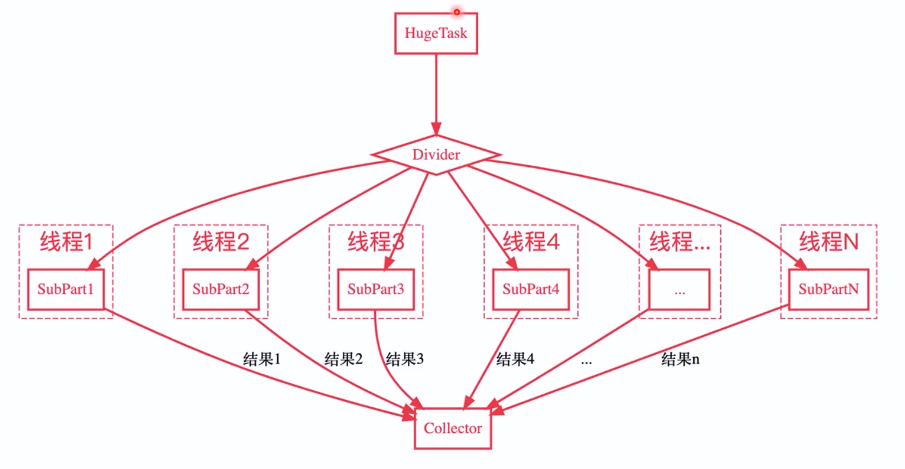 HugeTask
Divider
线程1
线程2
线程3
线程4
线程...
线程N
SubPart1
SubPart2
SubPart3
SubPart4
...
SubPartN
结果1
结果2
结果3
结果4
...
结果n
Collector